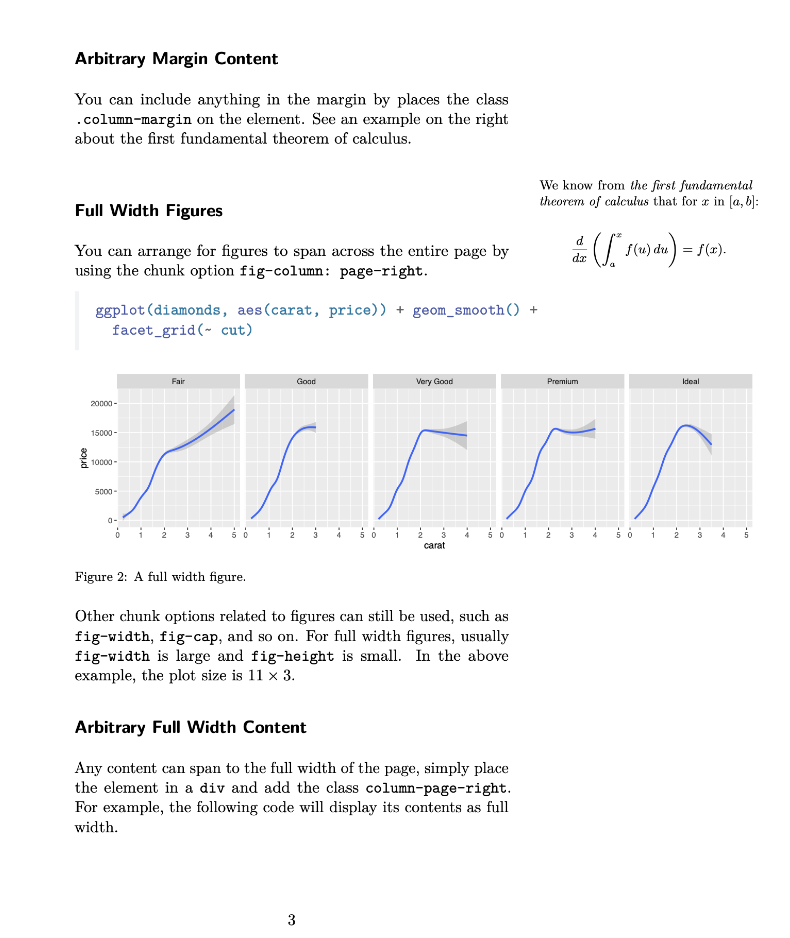 Arbitrary Margin Content
You can include anything in the margin by places the class
.column-margin on the element. See an example on the right
about the first fundamental theorem of calculus.
We know from the first fundamental
theorem of calculus that for x in [a, b]:
d/dx (∫_a^x f(u) du) = f(x).
Full Width Figures
You can arrange for figures to span across the entire page by
using the chunk option fig-column: page-right.
ggplot(diamonds, aes(carat, price)) + geom_smooth() +
facet_grid(~ cut)
Fair Good Very Good Premium Ideal
20000
15000
10000
5000
0
price
0 1 2 3 4 5 0 1 2 3 4 5 0 1 2 3 4 5 0 1 2 3 4 5 0 1 2 3 4 5
carat
Figure 2: A full width figure.
Other chunk options related to figures can still be used, such as
fig-width, fig-cap, and so on. For full width figures, usually
fig-width is large and fig-height is small. In the above
example, the plot size is 11 × 3.
Arbitrary Full Width Content
Any content can span to the full width of the page, simply place
the element in a div and add the class column-page-right.
For example, the following code will display its contents as full
width.
3